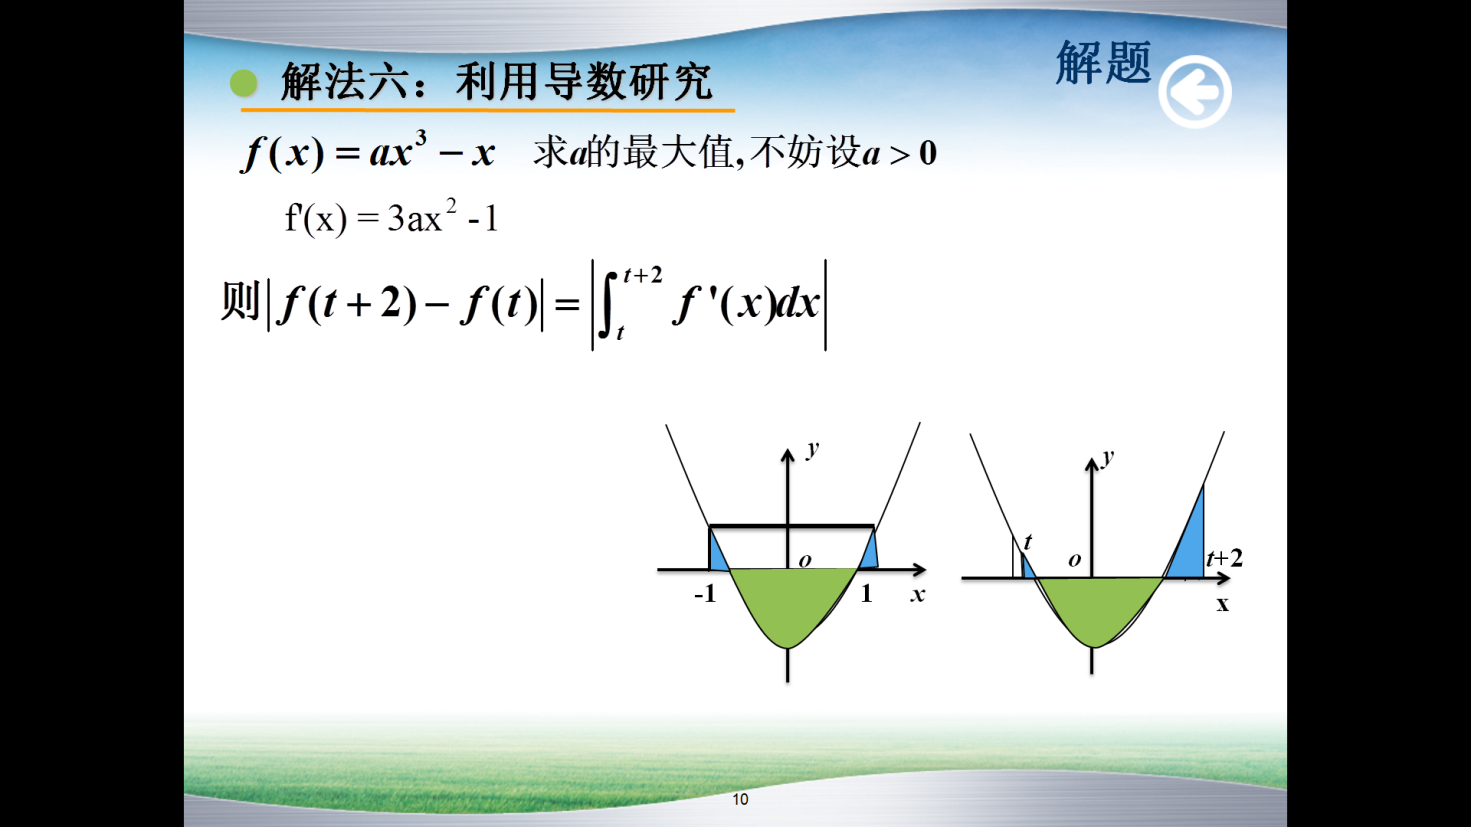 解题
解法六：利用导数研究
f(x) = ax³ − x 求a的最大值,不妨设a > 0
f'(x) = 3ax² -1
则|f(t + 2) − f(t)| = |∫ₜᵗ⁺² f '(x)dx|
y
o
-1
1
x
y
t
o
t+2
x
10